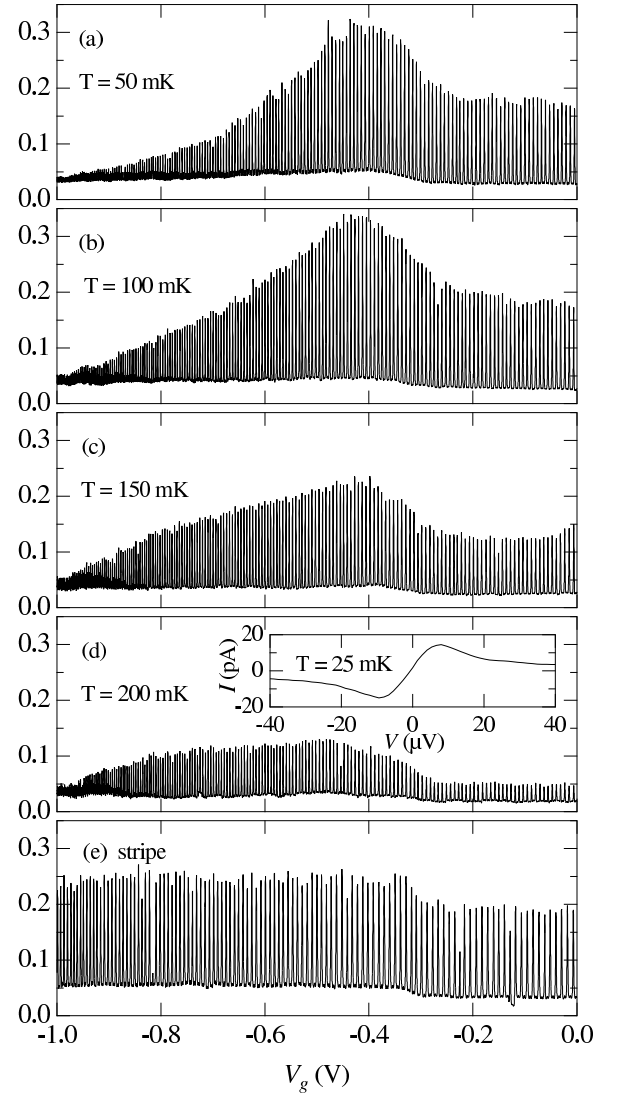 0.3
(a)
0.2
T = 50 mK
0.1
0.0
0.3
(b)
T = 100 mK
0.2
0.1
0.0
0.3
(c)
0.2
T = 150 mK
0.1
0.0
0.3
(d)
0.2
T = 200 mK
0.1
0.0
20
0
-20
I (pA)
T = 25 mK
-40 -20 0 20 40
V (μV)
0.3
(e) stripe
0.2
0.1
0.0
-1.0 -0.8 -0.6 -0.4 -0.2 0.0
Vg (V)